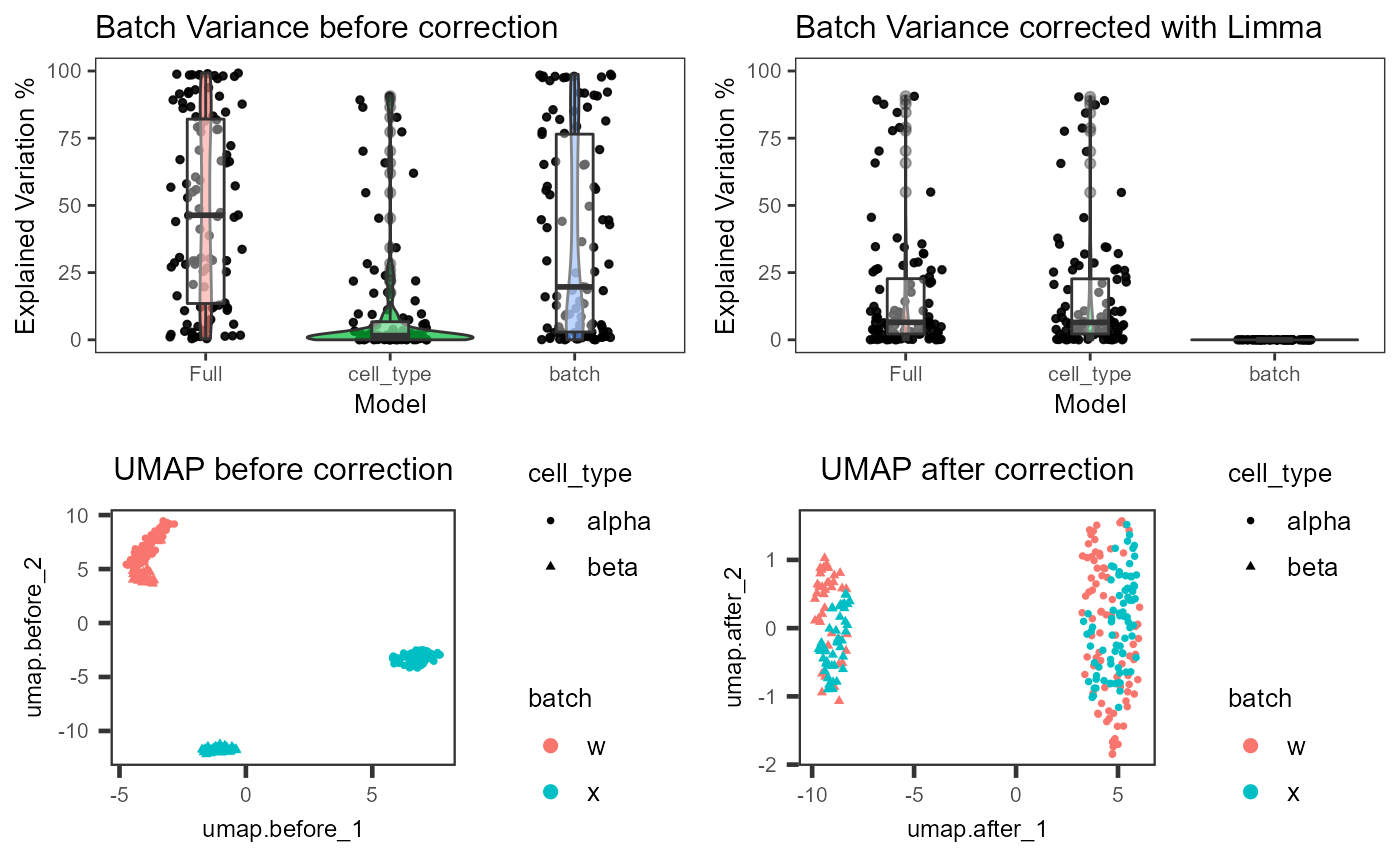 Batch Variance before correction
Explained Variation %
100
75
50
25
0
Full cell_type batch
Model
Batch Variance corrected with Limma
Explained Variation %
100
75
50
25
0
Full cell_type batch
Model
UMAP before correction
umap.before_2
10
5
0
-5
-10
-5 0 5
umap.before_1
cell_type
alpha
beta
batch
w
x
UMAP after correction
umap.after_2
1
0
-1
-2
-10 -5 0 5
umap.after_1
cell_type
alpha
beta
batch
w
x